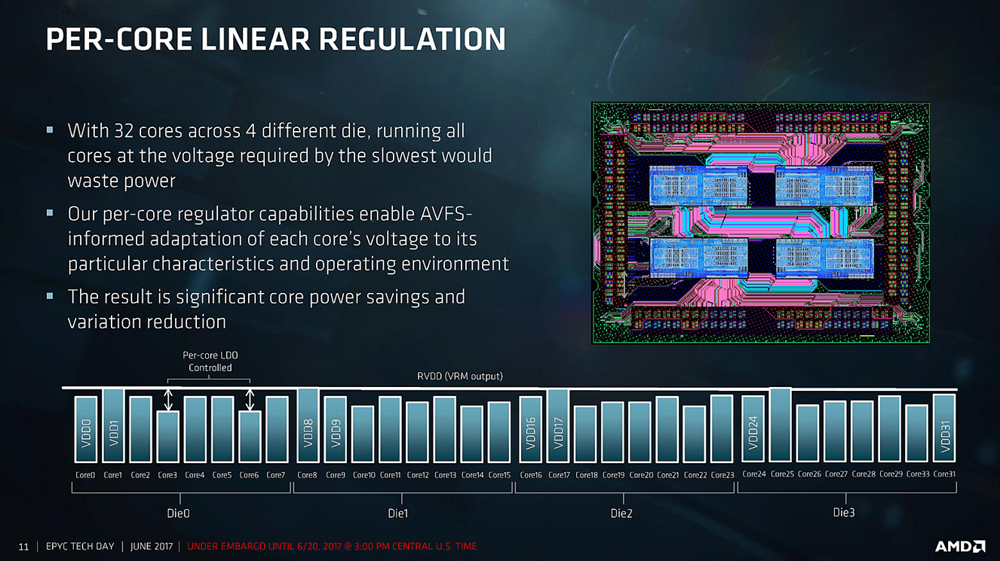 PER-CORE LINEAR REGULATION
With 32 cores across 4 different die, running all
cores at the voltage required by the slowest would
waste power
Our per-core regulator capabilities enable AVFS-
informed adaptation of each core's voltage to its
particular characteristics and operating environment
The result is significant core power savings and
variation reduction
Per-core LDO
Controlled
RVDD (VRM output)
VDD0 VDD1 VDD8 VDD9 VDD16 VDD17 VDD24 VDD31
Core0 Core1 Core2 Core3 Core4 Core5 Core6 Core7 Core8 Core9 Core10 Core11 Core12 Core13 Core14 Core15 Core16 Core17 Core18 Core19 Core20 Core21 Core22 Core23 Core24 Core25 Core26 Core27 Core28 Core29 Core33 Core31
Die0 Die1 Die2 Die3
11 | EPYC TECH DAY | JUNE 2017 | UNDER EMBARGO UNTIL 6/20, 2017 @ 3:00 PM CENTRAL U.S. TIME
AMD